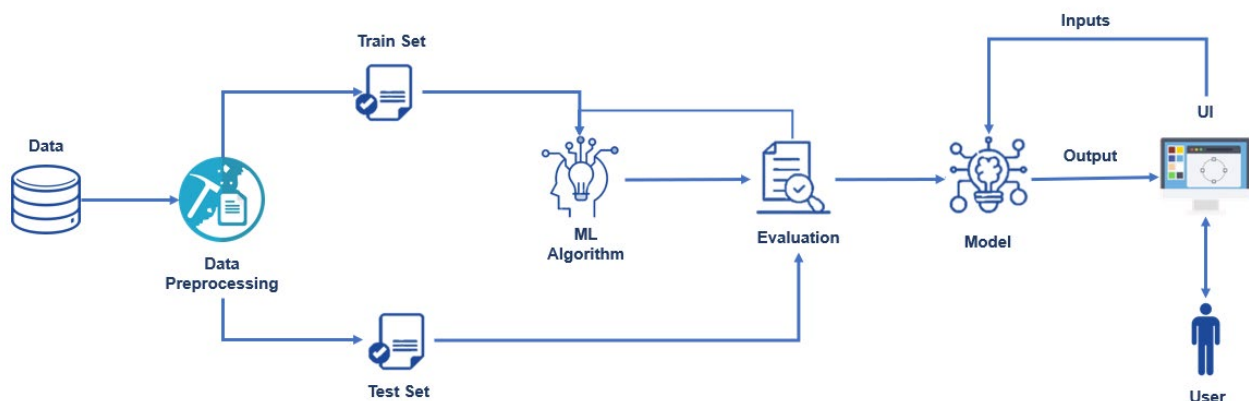 Inputs
Train Set
UI
Data
Output
ML
Algorithm
Evaluation
Model
Data
Preprocessing
Test Set
User